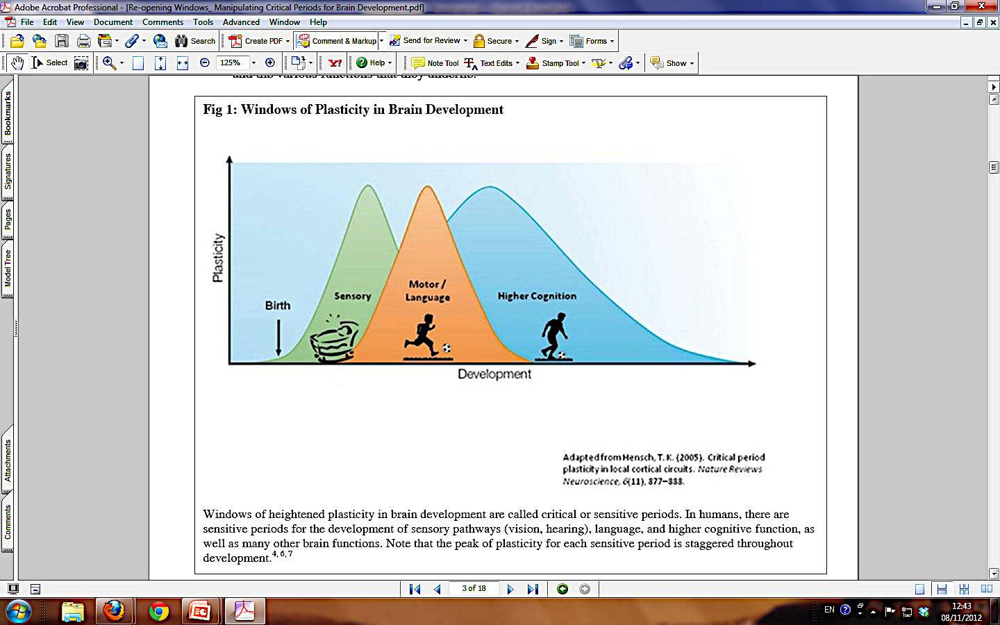 Adobe Acrobat Professional - [Re-opening Windows_ Manipulating Critical Periods for Brain Development.pdf]
File Edit View Document Comments Tools Advanced Window Help
Search Create PDF Comment & Markup Send for Review Secure Sign Forms
Select 125% Y! Help Note Tool Text Edits Stamp Tool Show
Bookmarks
Signatures
Pages
Model Tree
Attachments
Comments
and the various functions that they underlie.
Fig 1: Windows of Plasticity in Brain Development
Plasticity
Birth
Sensory
Motor /
Language
Higher Cognition
Development
Adapted from Hensch, T. K. (2005). Critical period
plasticity in local cortical circuits. Nature Reviews
Neuroscience, 6(11), 877–888.
Windows of heightened plasticity in brain development are called critical or sensitive periods. In humans, there are
sensitive periods for the development of sensory pathways (vision, hearing), language, and higher cognitive function, as
well as many other brain functions. Note that the peak of plasticity for each sensitive period is staggered throughout
development.4, 6, 7
3 of 18
EN
12:43
08/11/2012